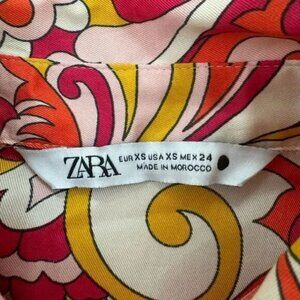 ZARA
EUR XS USA XS MEX 24
MADE IN MOROCCO